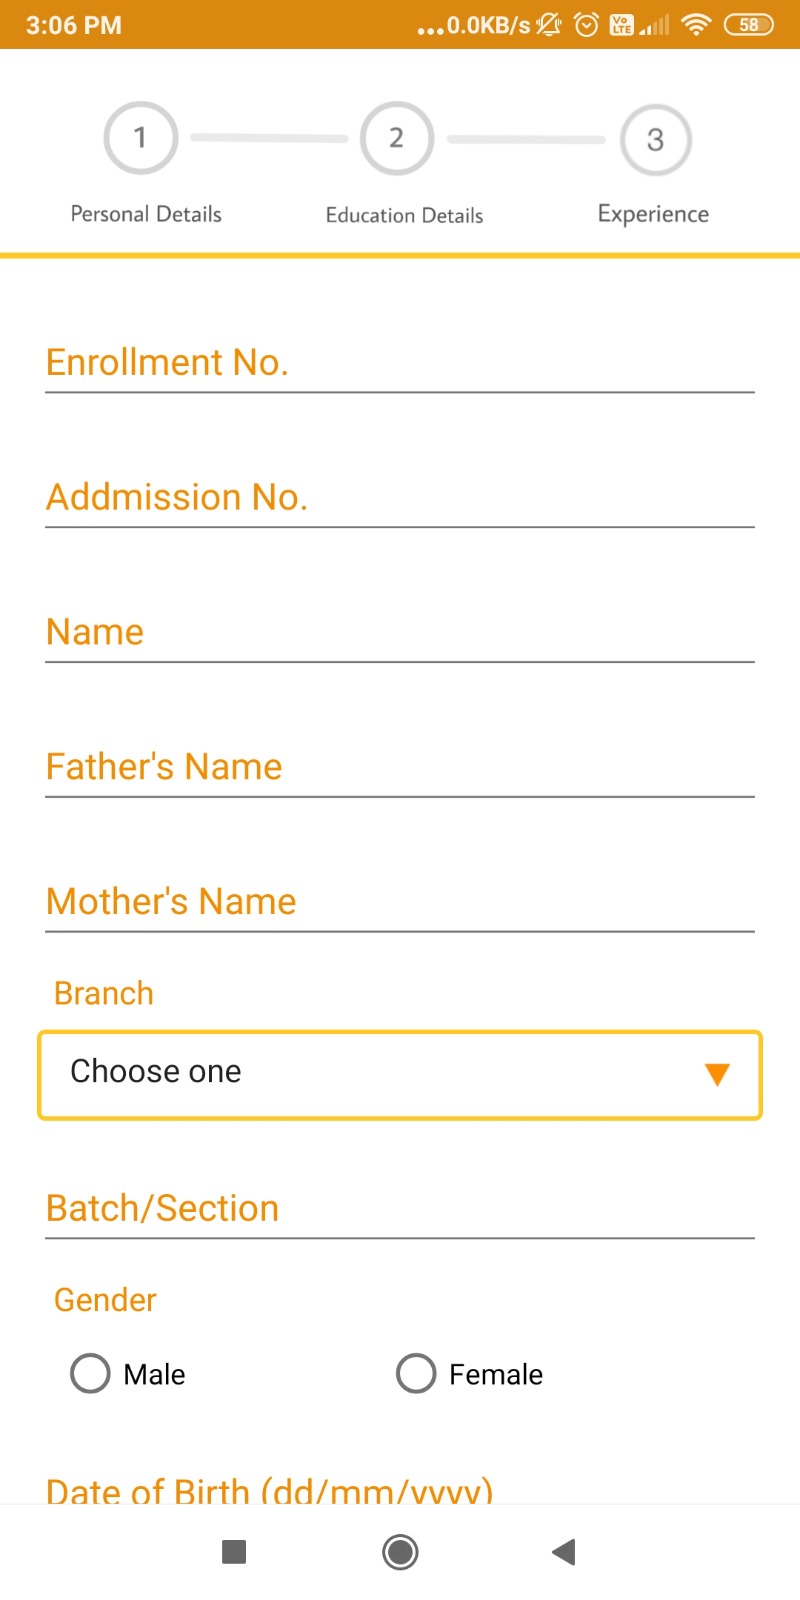 3:06 PM ...0.0KB/s Vo LTE 58
1 2 3
Personal Details Education Details Experience
Enrollment No.
Addmission No.
Name
Father's Name
Mother's Name
Branch
Choose one
Batch/Section
Gender
Male Female
Date of Birth (dd/mm/yyyy)